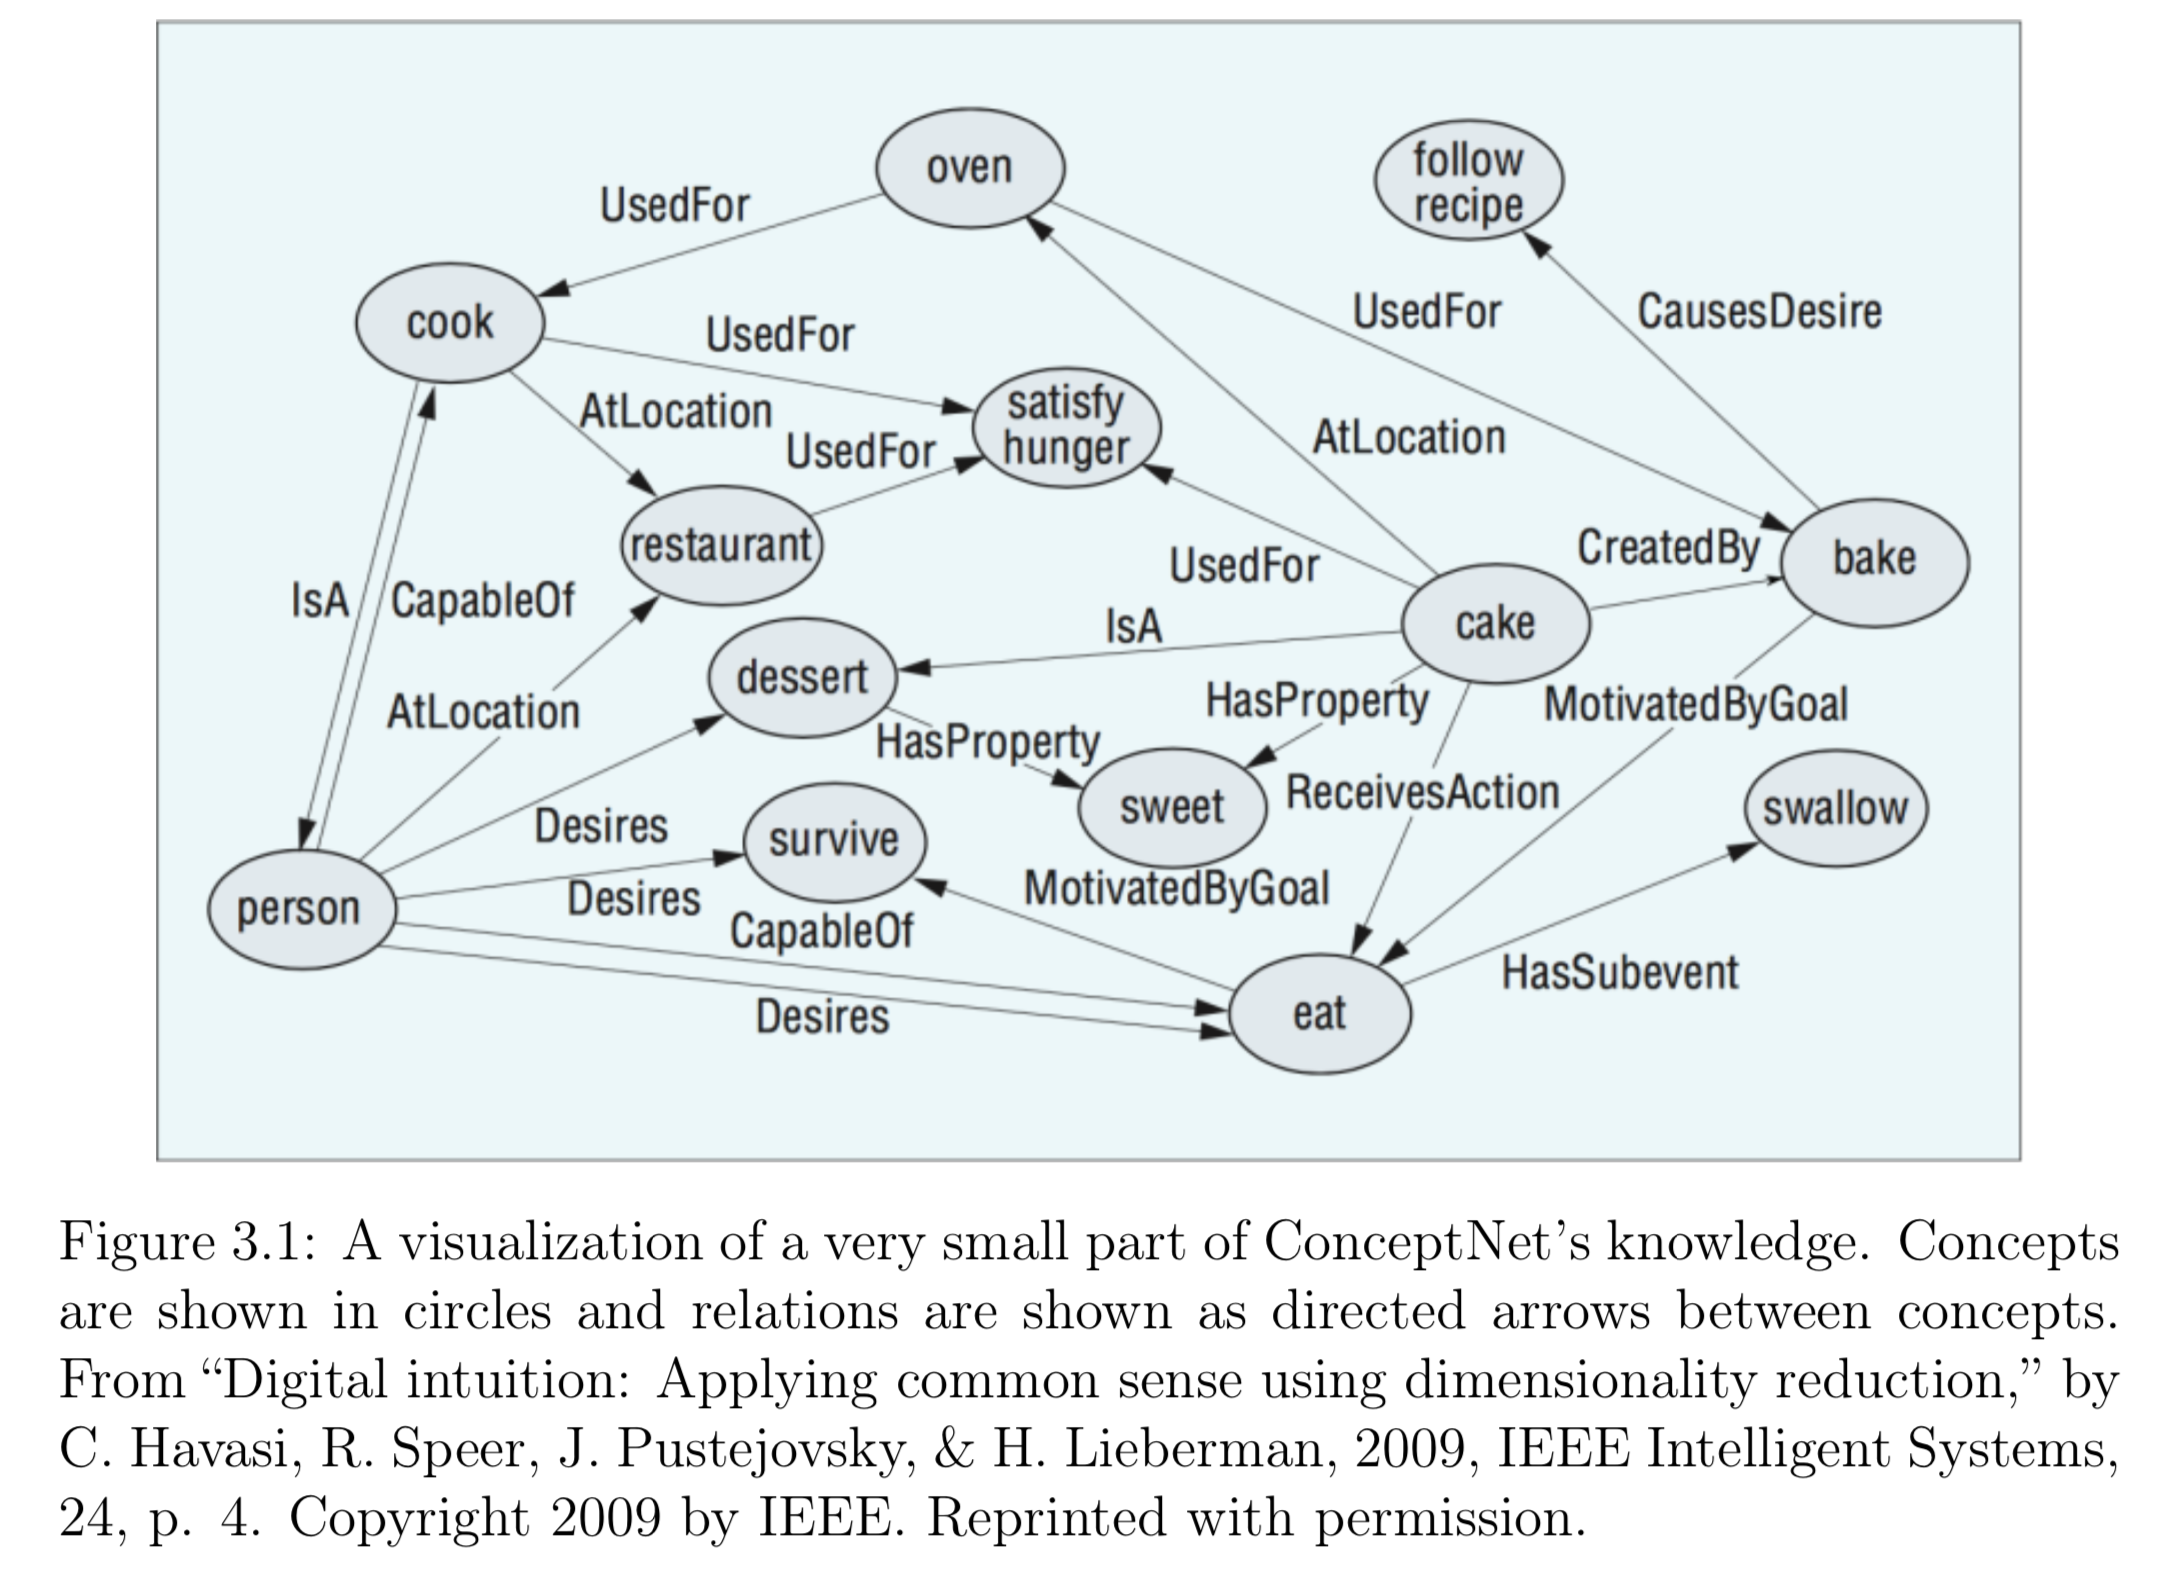 oven
follow
recipe
UsedFor
cook
UsedFor
UsedFor
CausesDesire
satisfy
hunger
AtLocation
UsedFor
AtLocation
restaurant
UsedFor
CreatedBy
bake
IsA
CapableOf
IsA
cake
dessert
HasProperty
MotivatedByGoal
AtLocation
HasProperty
sweet
ReceivesAction
swallow
Desires
survive
Desires
MotivatedByGoal
person
CapableOf
HasSubevent
Desires
eat
Figure 3.1: A visualization of a very small part of ConceptNet's knowledge. Concepts
are shown in circles and relations are shown as directed arrows between concepts.
From “Digital intuition: Applying common sense using dimensionality reduction,” by
C. Havasi, R. Speer, J. Pustejovsky, & H. Lieberman, 2009, IEEE Intelligent Systems,
24, p. 4. Copyright 2009 by IEEE. Reprinted with permission.